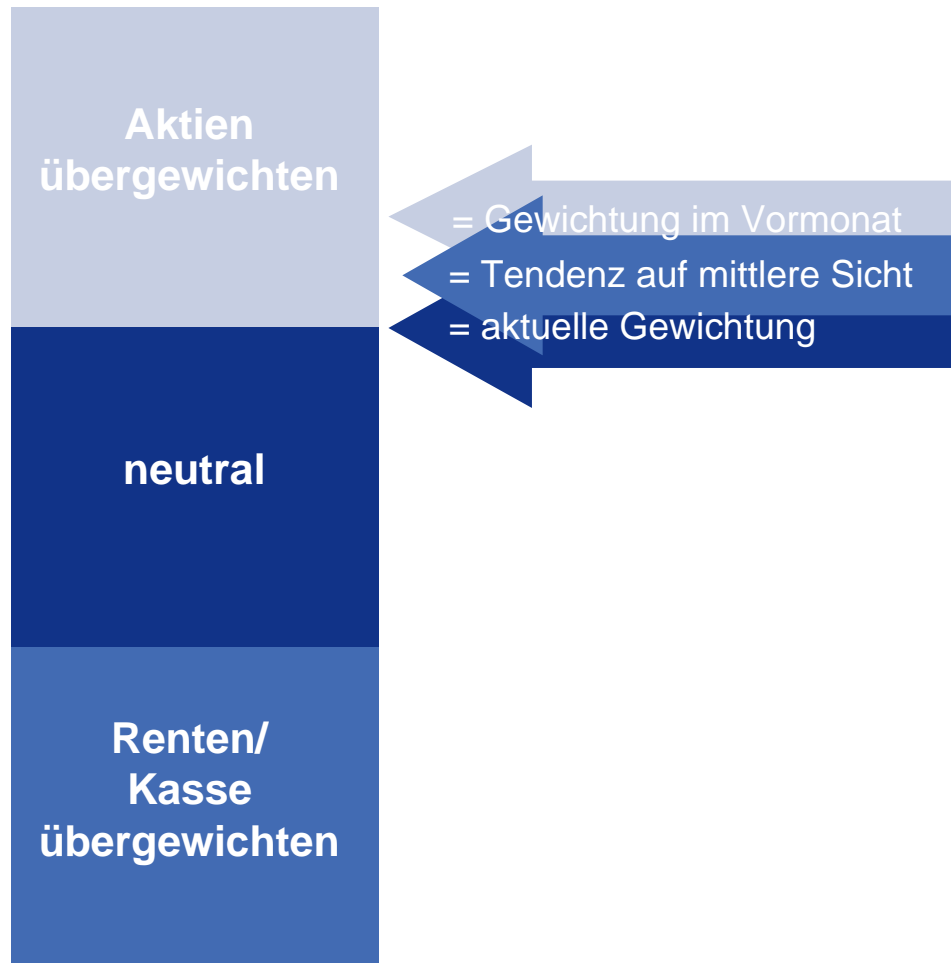 Aktien
übergewichten
= Gewichtung im Vormonat
= Tendenz auf mittlere Sicht
= aktuelle Gewichtung
neutral
Renten/
Kasse
übergewichten